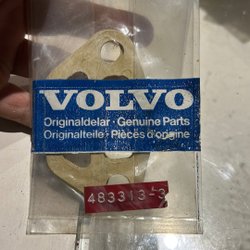 VOLVO
Originaldelar · Genuine Parts
Originalteile · Pièces d'origine
483313-3